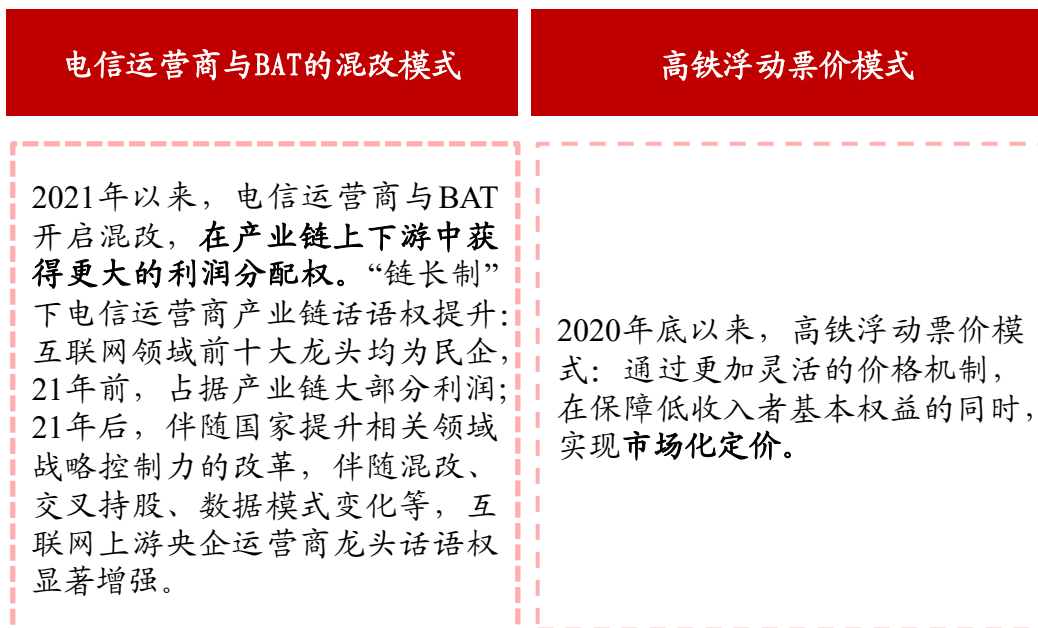 电信运营商与BAT的混改模式
2021年以来，电信运营商与BAT
开启混改，在产业链上下游中获
得更大的利润分配权。“链长制”
下电信运营商产业链话语权提升：
互联网领域前十大龙头均为民企，
21年前，占据产业链大部分利润；
21年后，伴随国家提升相关领域
战略控制力的改革，伴随混改、
交叉持股、数据模式变化等，互
联网上游央企运营商龙头话语权
显著增强。
高铁浮动票价模式
2020年底以来，高铁浮动票价模
式：通过更加灵活的价格机制，
在保障低收入者基本权益的同时，
实现市场化定价。